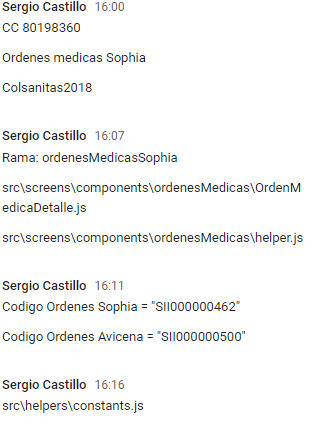 Sergio Castillo 16:00
CC 80198360
Ordenes medicas Sophia
Colsanitas2018
Sergio Castillo 16:07
Rama: ordenesMedicasSophia
src\screens\components\ordenesMedicas\OrdenM
edicaDetalle.js
src\screens\components\ordenesMedicas\helper.js
Sergio Castillo 16:11
Codigo Ordenes Sophia = "SII000000462"
Codigo Ordenes Avicena = "SII000000500"
Sergio Castillo 16:16
src\helpers\constants.js